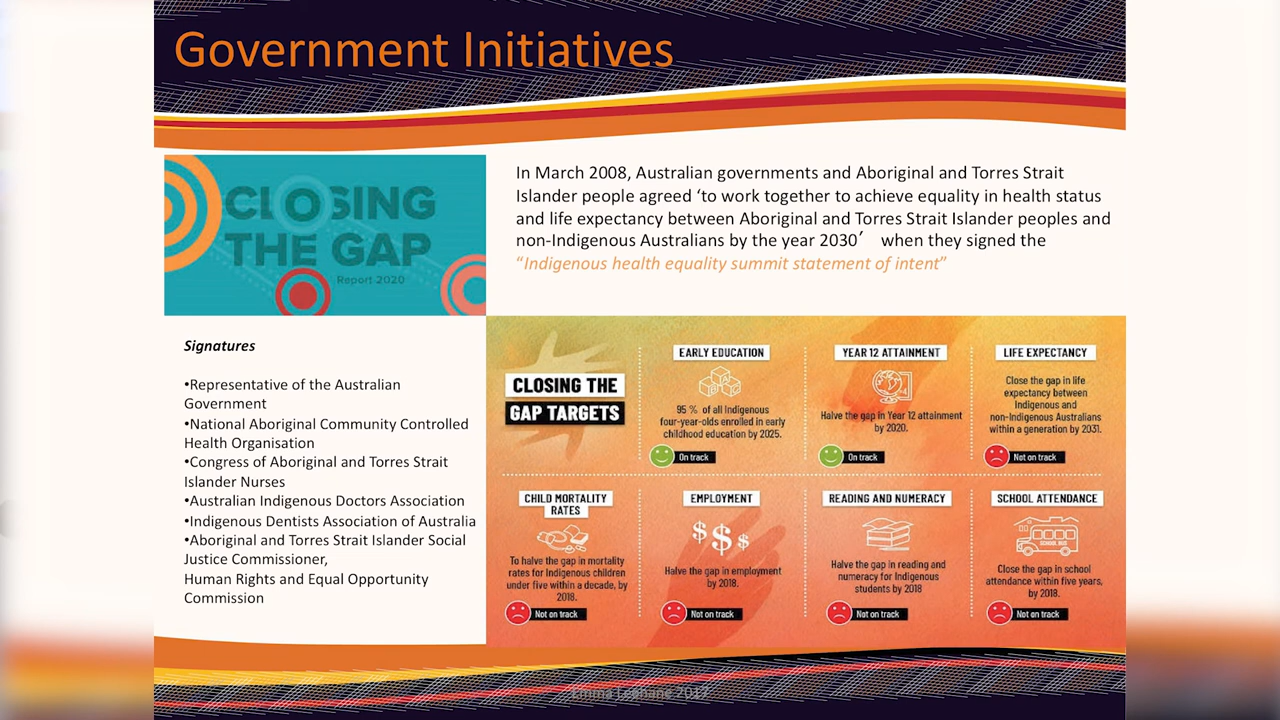 Government Initiatives
CLOSING
THE GAP
Report 2020
In March 2008, Australian governments and Aboriginal and Torres Strait
Islander people agreed ‘to work together to achieve equality in health status
and life expectancy between Aboriginal and Torres Strait Islander peoples and
non-Indigenous Australians by the year 2030’ when they signed the
“Indigenous health equality summit statement of intent”
Signatures
•Representative of the Australian
Government
•National Aboriginal Community Controlled
Health Organisation
•Congress of Aboriginal and Torres Strait
Islander Nurses
•Australian Indigenous Doctors Association
•Indigenous Dentists Association of Australia
•Aboriginal and Torres Strait Islander Social
Justice Commissioner,
Human Rights and Equal Opportunity
Commission
CLOSING THE
GAP TARGETS
EARLY EDUCATION
A B C
95 % of all Indigenous
four-year-olds enrolled in early
childhood education by 2025.
On track
YEAR 12 ATTAINMENT
Halve the gap in Year 12 attainment
by 2020.
On track
LIFE EXPECTANCY
Close the gap in life
expectancy between
Indigenous and
non-Indigenous Australians
within a generation by 2031.
Not on track
CHILD MORTALITY
RATES
To halve the gap in mortality
rates for Indigenous children
under five within a decade, by
2018.
Not on track
EMPLOYMENT
$ $ $
Halve the gap in employment
by 2018.
Not on track
READING AND NUMERACY
Halve the gap in reading and
numeracy for Indigenous
students by 2018
Not on track
SCHOOL ATTENDANCE
SCHOOL BUS
Close the gap in school
attendance within five years,
by 2018.
Not on track
Emma Leehane 2017